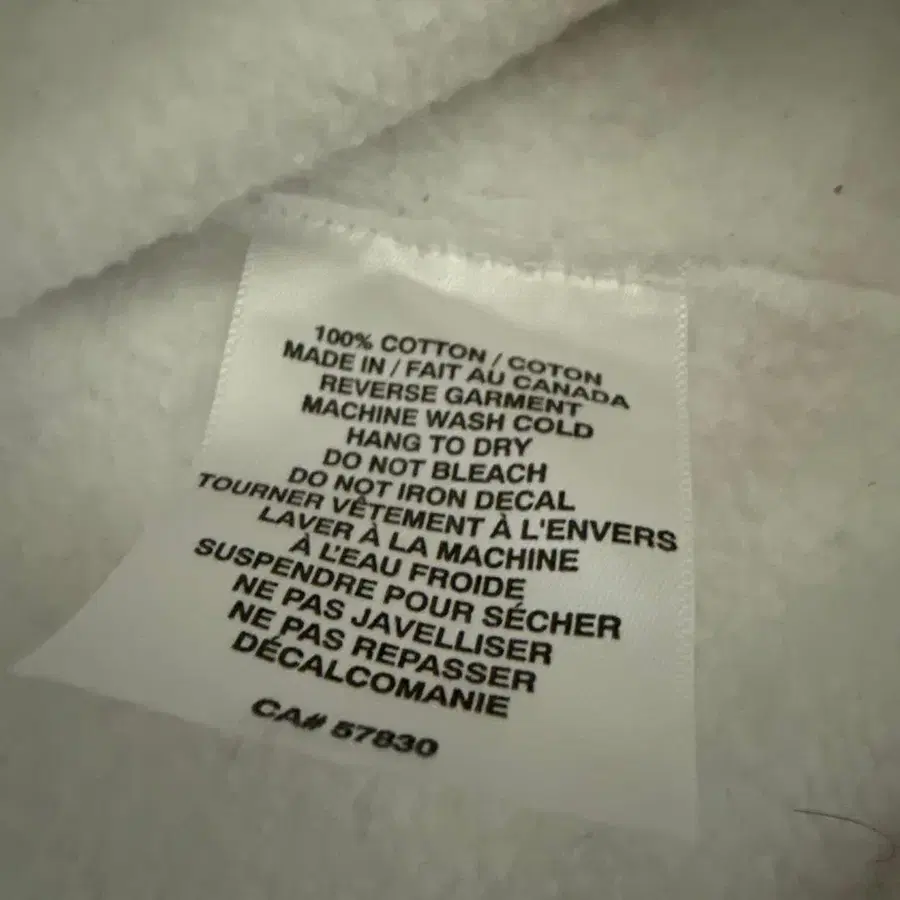 100% COTTON / COTON
MADE IN / FAIT AU CANADA
REVERSE GARMENT
MACHINE WASH COLD
HANG TO DRY
DO NOT BLEACH
DO NOT IRON DECAL
TOURNER VÊTEMENT À L'ENVERS
LAVER À LA MACHINE
À L'EAU FROIDE
SUSPENDRE POUR SÉCHER
NE PAS JAVELLISER
NE PAS REPASSER
DÉCALCOMANIE
CA# 57830